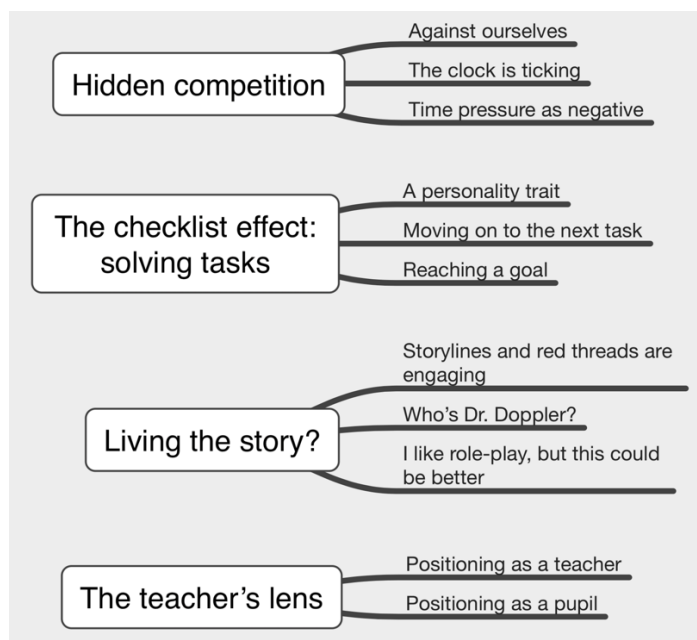 Hidden competition
Against ourselves
The clock is ticking
Time pressure as negative
The checklist effect:
solving tasks
A personality trait
Moving on to the next task
Reaching a goal
Living the story?
Storylines and red threads are
engaging
Who's Dr. Doppler?
I like role-play, but this could
be better
The teacher's lens
Positioning as a teacher
Positioning as a pupil